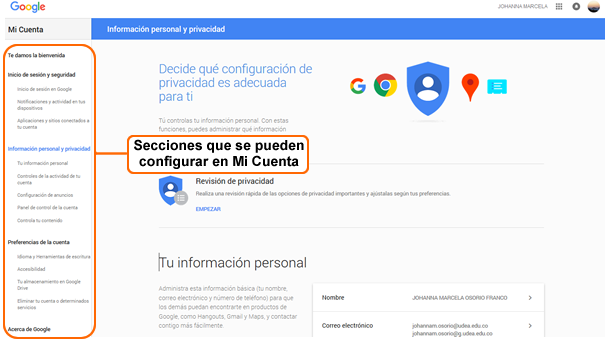 Google
JOHANNA MARCELA
Mi Cuenta
Información personal y privacidad
Te damos la bienvenida
Inicio de sesión y seguridad
Inicio de sesión en Google
Notificaciones y actividad en tus
dispositivos
Aplicaciones y sitios conectados a
tu cuenta
Información personal y privacidad
Tu información personal
Controles de la actividad de tu
cuenta
Configuración de anuncios
Panel de control de la cuenta
Controla tu contenido
Preferencias de la cuenta
Idioma y Herramientas de escritura
Accesibilidad
Tu almacenamiento en Google
Drive
Eliminar tu cuenta o determinados
servicios
Acerca de Google
Secciones que se pueden
configurar en Mi Cuenta
Decide qué configuración de
privacidad es adecuada
para ti
Tú controlas tu información personal. Con estas
funciones, puedes administrar qué información
Revisión de privacidad
Realiza una revisión rápida de las opciones de privacidad importantes y ajústalas según tus preferencias.
EMPEZAR
Tu información personal
Administra esta información básica (tu nombre,
correo electrónico y número de teléfono) para que
los demás puedan encontrarte en productos de
Google, como Hangouts, Gmail y Maps, y contactar
contigo más fácilmente.
Nombre
JOHANNA MARCELA OSORIO FRANCO
Correo electrónico
johannam.osorio@udea.edu.co
johannam.osorio@g.udea.edu.co